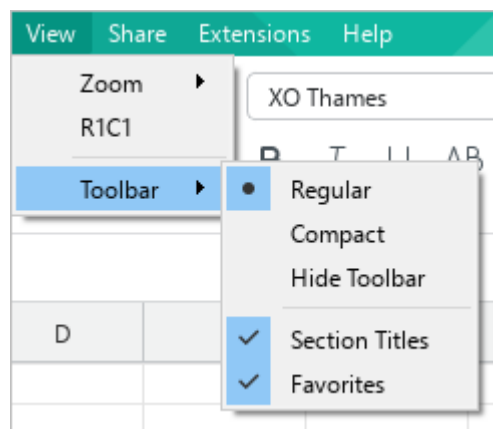 View Share Extensions Help
Zoom
XO Thames
R1C1
Toolbar
Regular
Compact
Hide Toolbar
D
Section Titles
Favorites